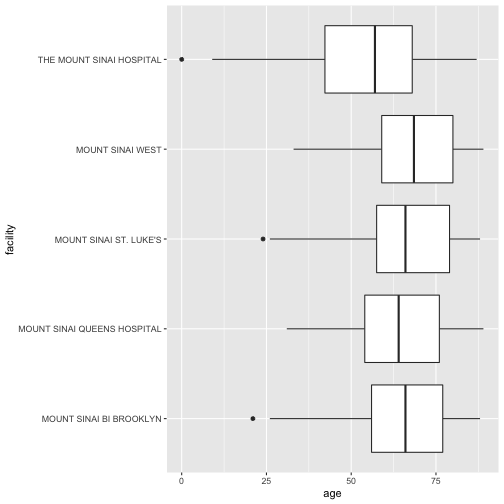 THE MOUNT SINAI HOSPITAL
MOUNT SINAI WEST
MOUNT SINAI ST. LUKE'S
MOUNT SINAI QUEENS HOSPITAL
MOUNT SINAI BI BROOKLYN
facility
0 25 50 75
age